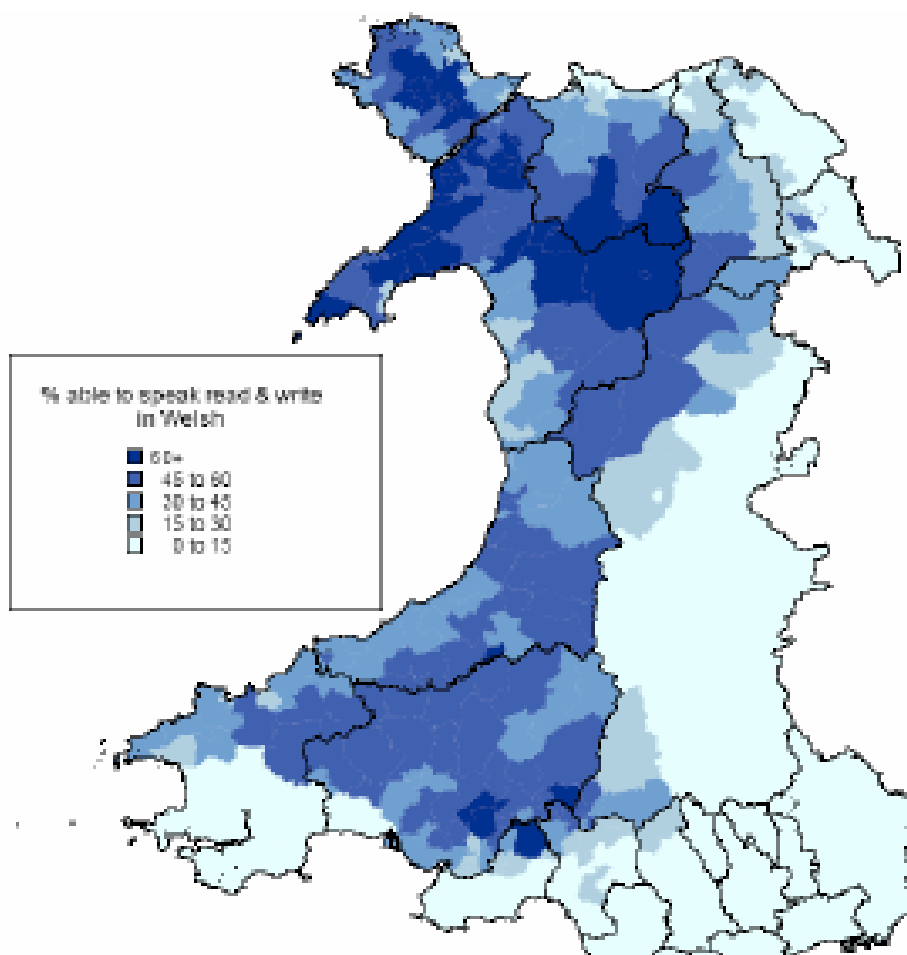 % able to speak read & write
in Welsh
60+
45 to 60
30 to 45
15 to 30
0 to 15